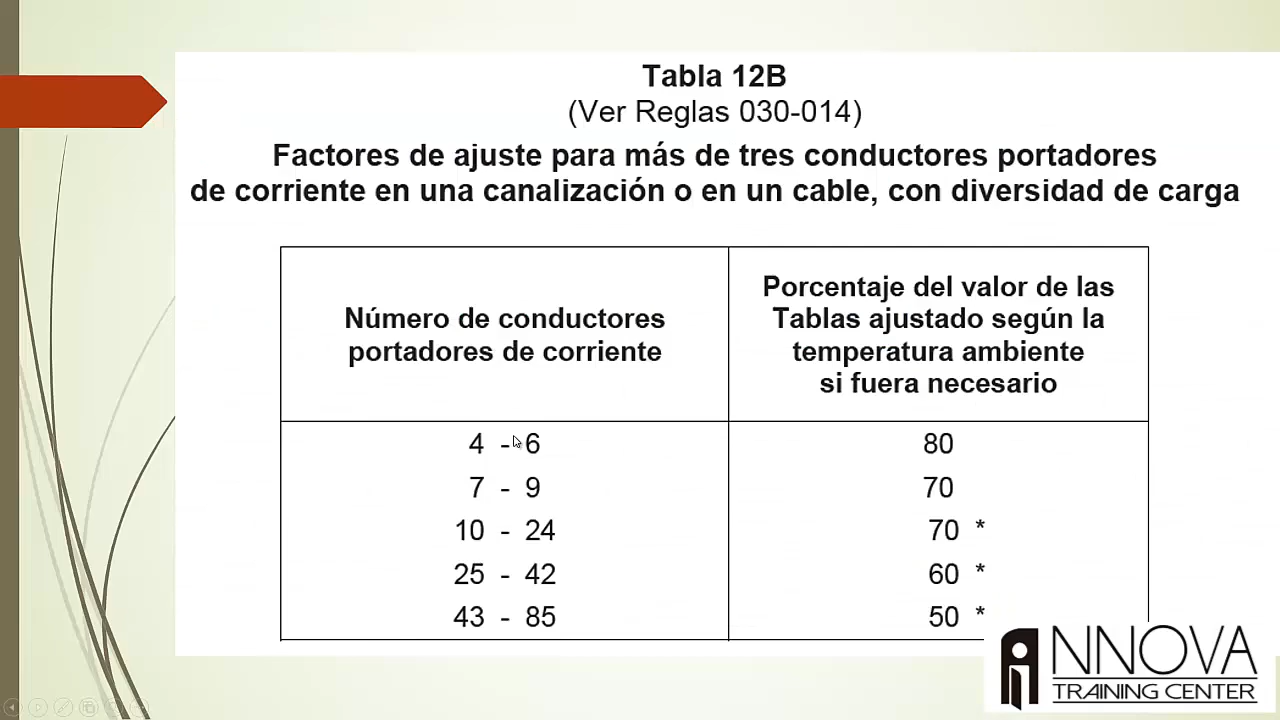 Tabla 12B
(Ver Reglas 030-014)
Factores de ajuste para más de tres conductores portadores
de corriente en una canalización o en un cable, con diversidad de carga
Número de conductores
portadores de corriente
Porcentaje del valor de las
Tablas ajustado según la
temperatura ambiente
si fuera necesario
4 - 6 80
7 - 9 70
10 - 24 70 *
25 - 42 60 *
43 - 85 50 *
iNNOVA
TRAINING CENTER